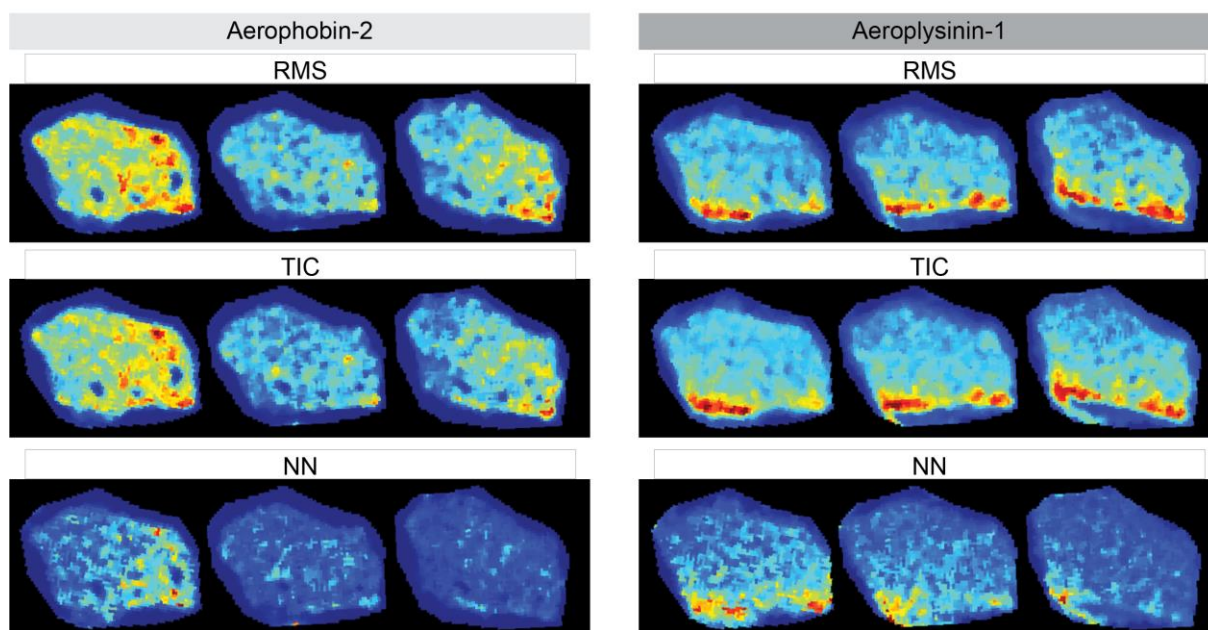 Aerophobin-2
RMS
TIC
NN
Aeroplysinin-1
RMS
TIC
NN